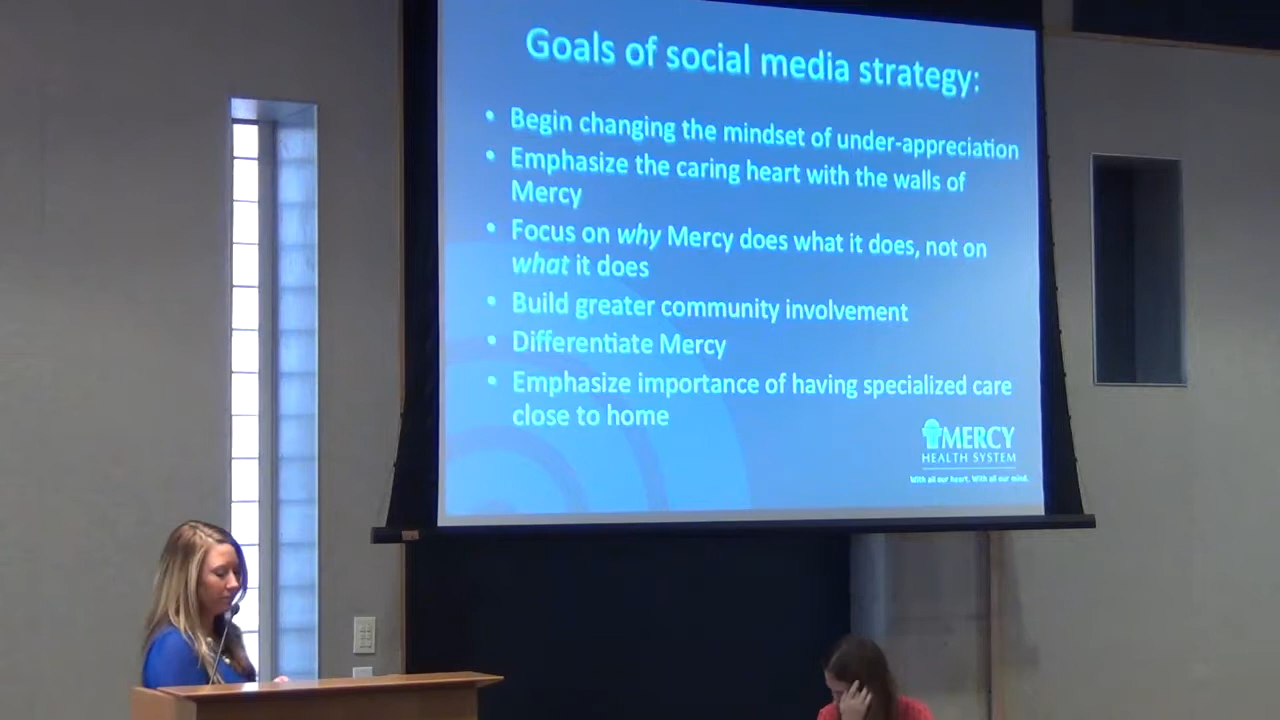 Goals of social media strategy:
• Begin changing the mindset of under-appreciation
• Emphasize the caring heart with the walls of
Mercy
• Focus on why Mercy does what it does, not on
what it does
• Build greater community involvement
• Differentiate Mercy
• Emphasize importance of having specialized care
close to home
MERCY
HEALTH SYSTEM
With all our heart. With all our mind.